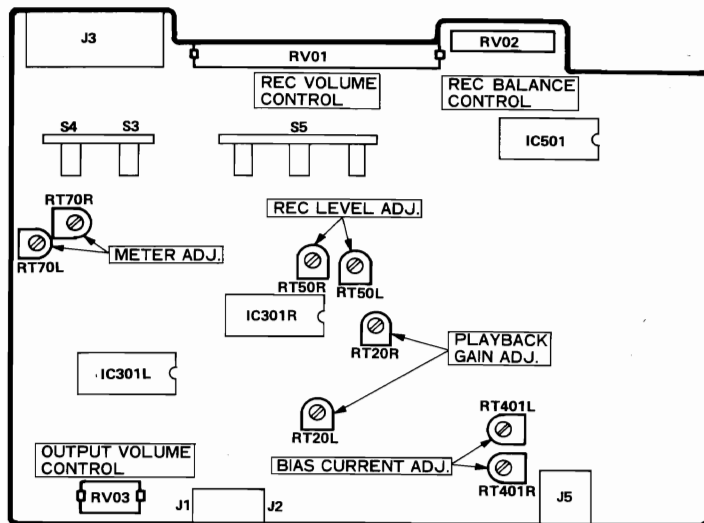 J3
RV01
RV02
REC VOLUME
CONTROL
REC BALANCE
CONTROL
S4
S3
S5
IC501
RT70R
RT70L
METER ADJ.
REC LEVEL ADJ.
RT50R
RT50L
IC301R
RT20R
PLAYBACK
GAIN ADJ.
IC301L
RT20L
RT401L
BIAS CURRENT ADJ.
RT401R
OUTPUT VOLUME
CONTROL
RV03
J1
J2
J5